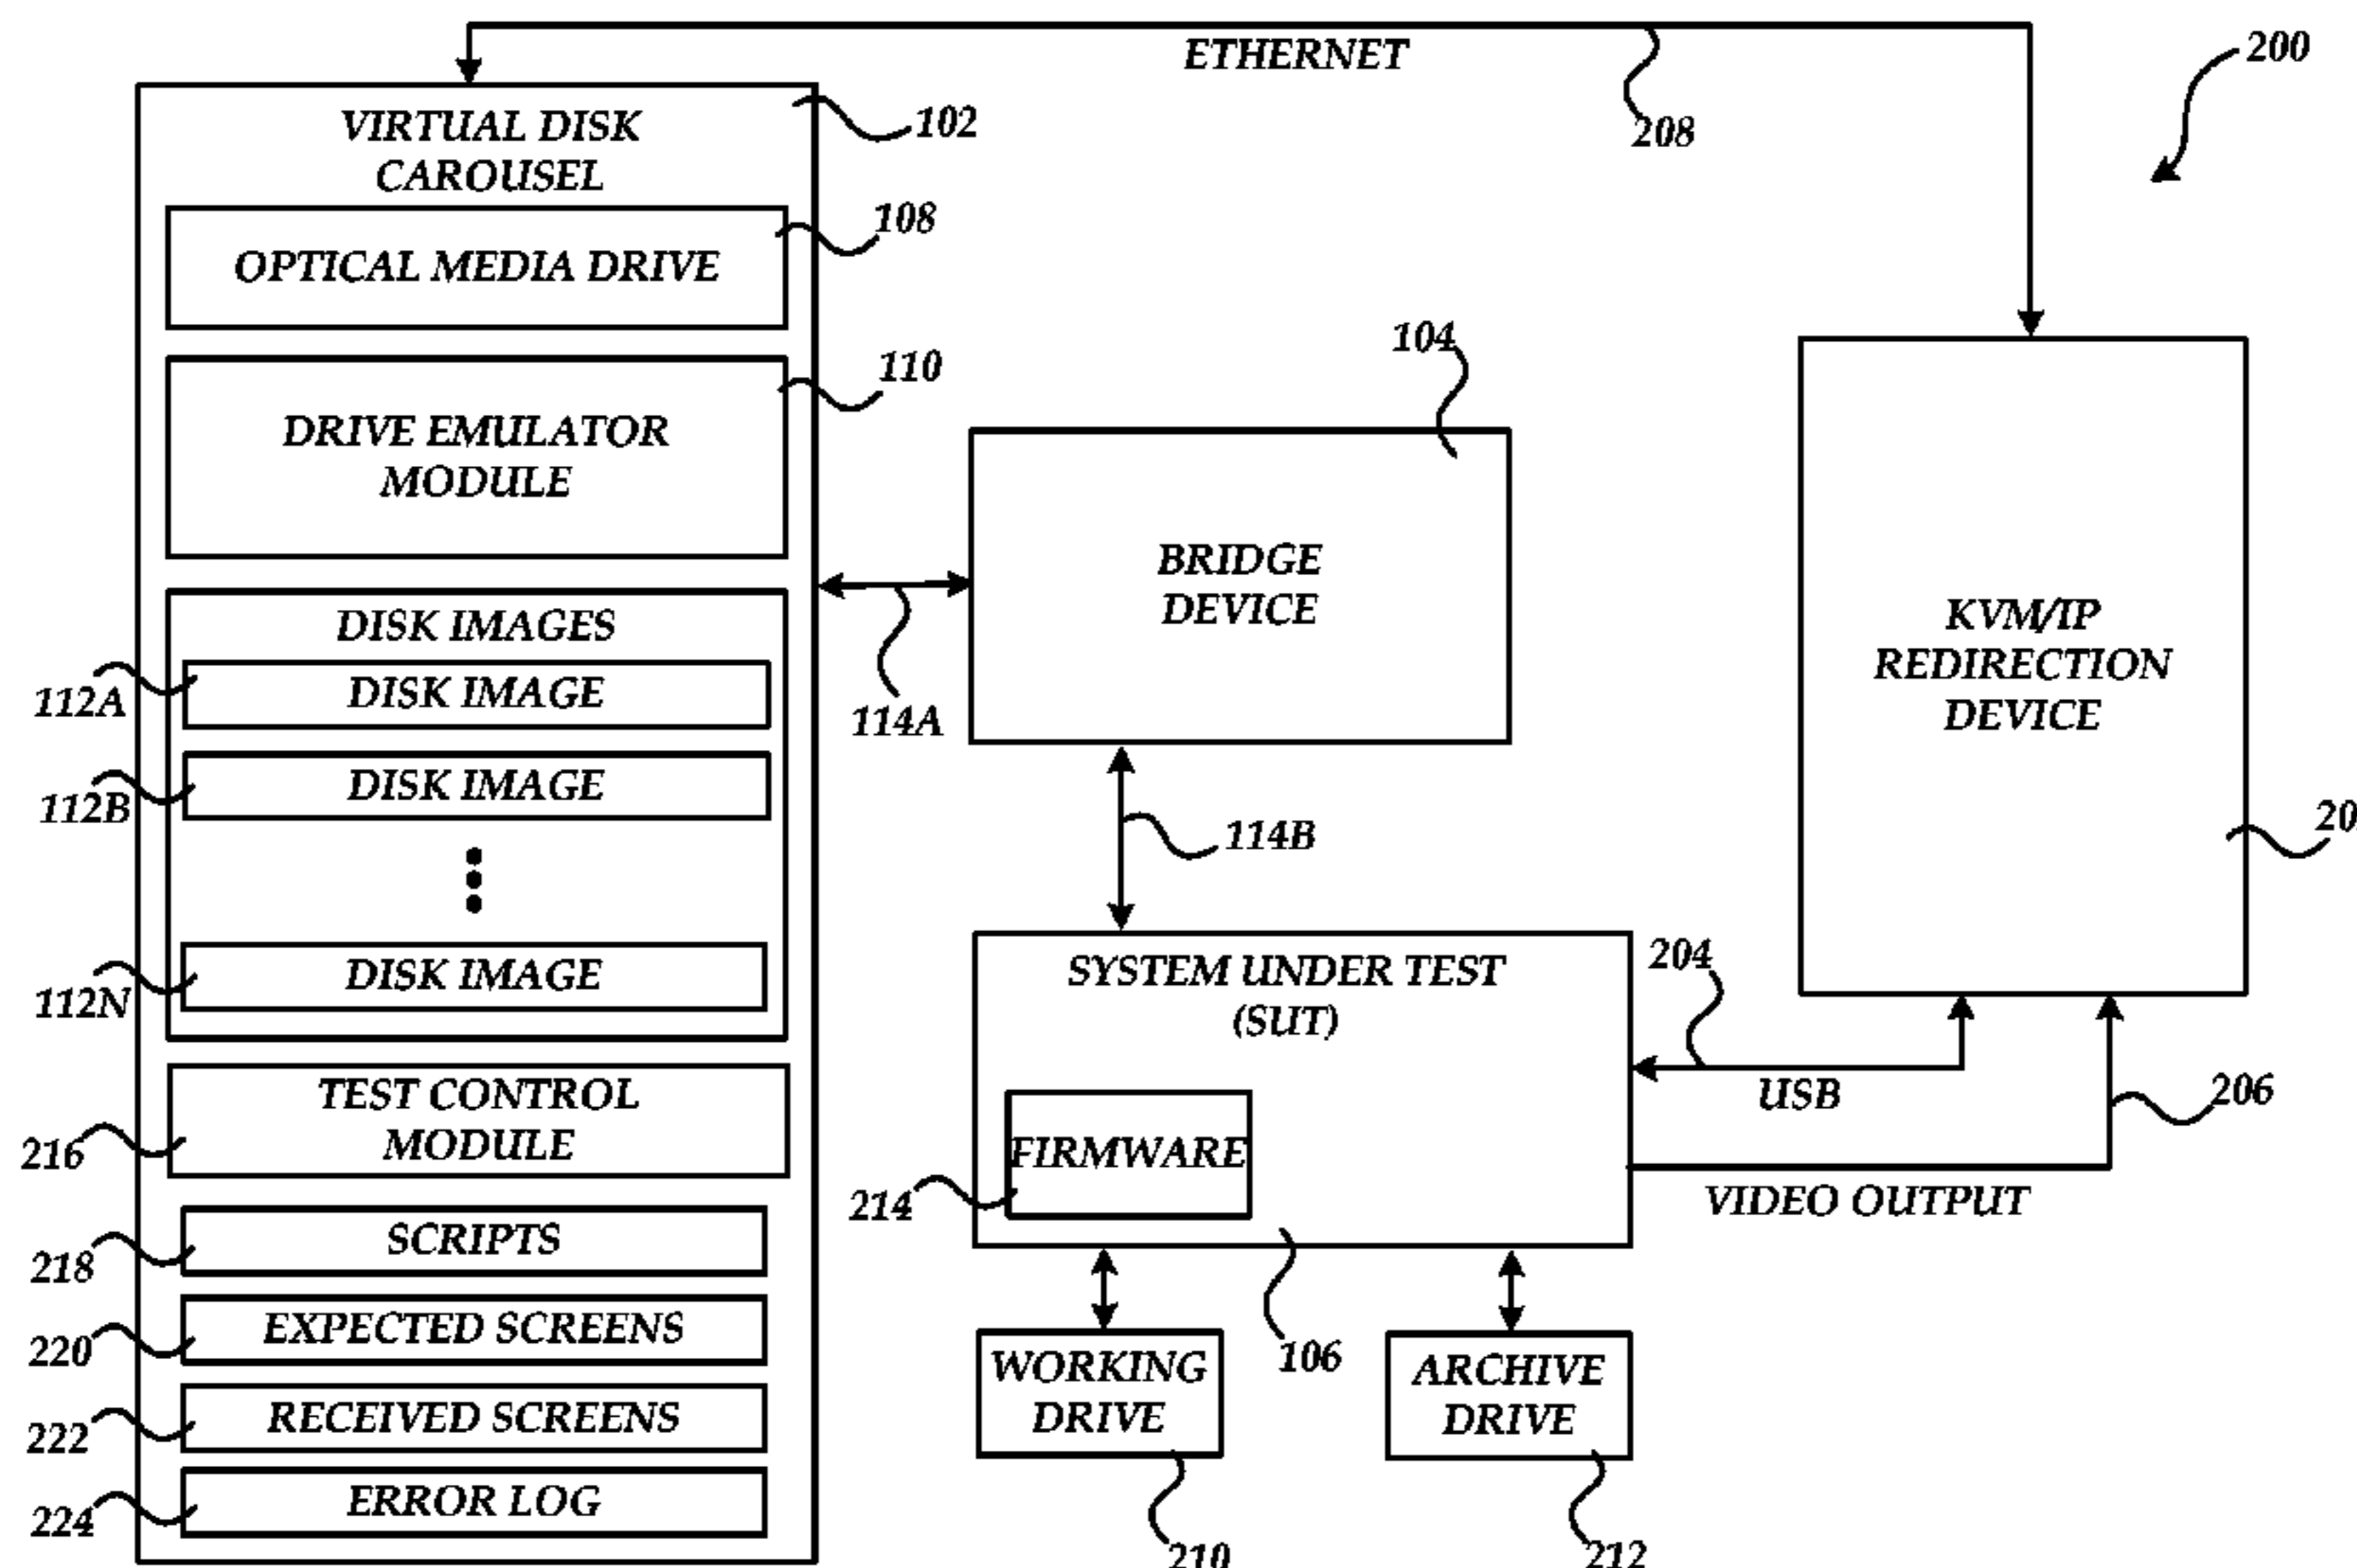 ETHERNET
200
208
VIRTUAL DISK
CAROUSEL
102
108
OPTICAL MEDIA DRIVE
110
DRIVE EMULATOR
MODULE
104
BRIDGE
DEVICE
KVM/IP
REDIRECTION
DEVICE
DISK IMAGES
112A
DISK IMAGE
114A
112B
DISK IMAGE
114B
20
112N
DISK IMAGE
SYSTEM UNDER TEST
(SUT)
204
USB
206
TEST CONTROL
MODULE
216
FIRMWARE
214
VIDEO OUTPUT
218
SCRIPTS
220
EXPECTED SCREENS
106
WORKING
DRIVE
ARCHIVE
DRIVE
222
RECEIVED SCREENS
224
ERROR LOG
210
212